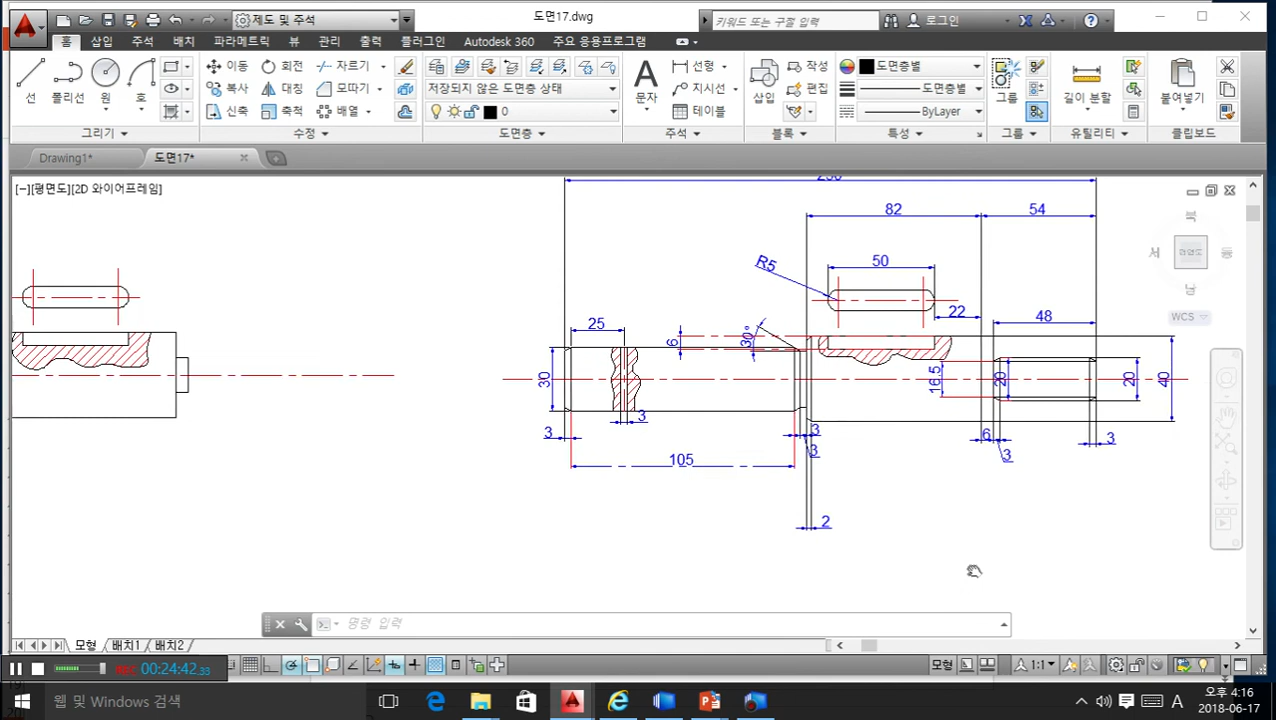 제도 및 주석
도면17.dwg
키워드 또는 구절 입력
로그인
홈 삽입 주석 배치 파라메트릭 뷰 관리 출력 플러그인 Autodesk 360 주요 응용프로그램
선 폴리선 원 호
이동 회전 자르기
복사 대칭 모따기
신축 축척 배열
저장되지 않은 도면층 상태
0
문자
선형
지시선
테이블
삽입
작성
편집
도면층별
도면층별
ByLayer
그룹
길이 분할
붙여넣기
그리기 수정 도면층 주석 블록 특성 그룹 유틸리티 클립보드
Drawing1* 도면17*
[−][평면도][2D 와이어프레임]
82 54
북
서 동
남
WCS
R5
50
22
48
25
6
30°
30
16.5
20
20
40
3
3
105
3
3
6
3
3
2
명령 입력
모형 배치1 배치2
00:24:42.33
모형
1:1
웹 및 Windows 검색
A
오후 4:16
2018-06-17